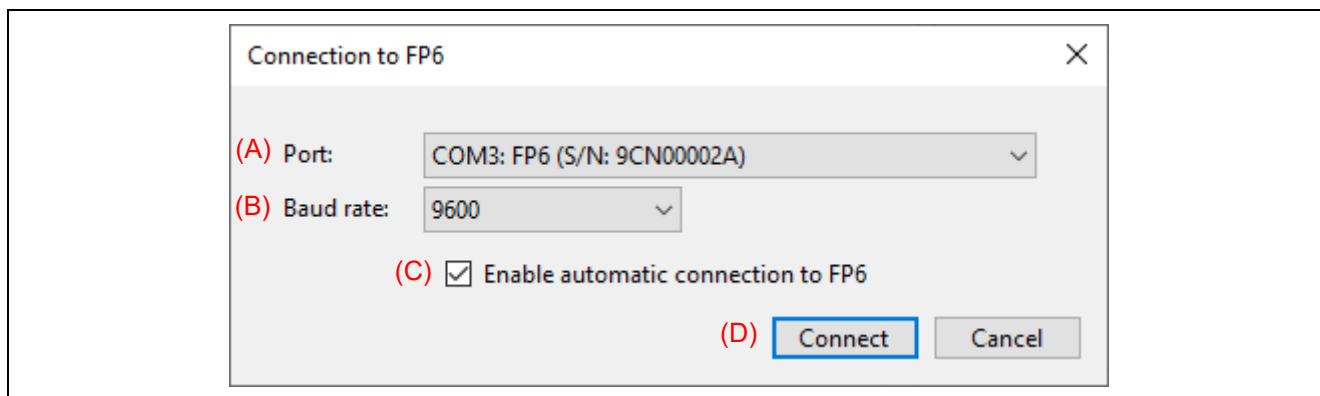 Connection to FP6
(A) Port: COM3: FP6 (S/N: 9CN00002A)
(B) Baud rate: 9600
(C) Enable automatic connection to FP6
(D) Connect Cancel